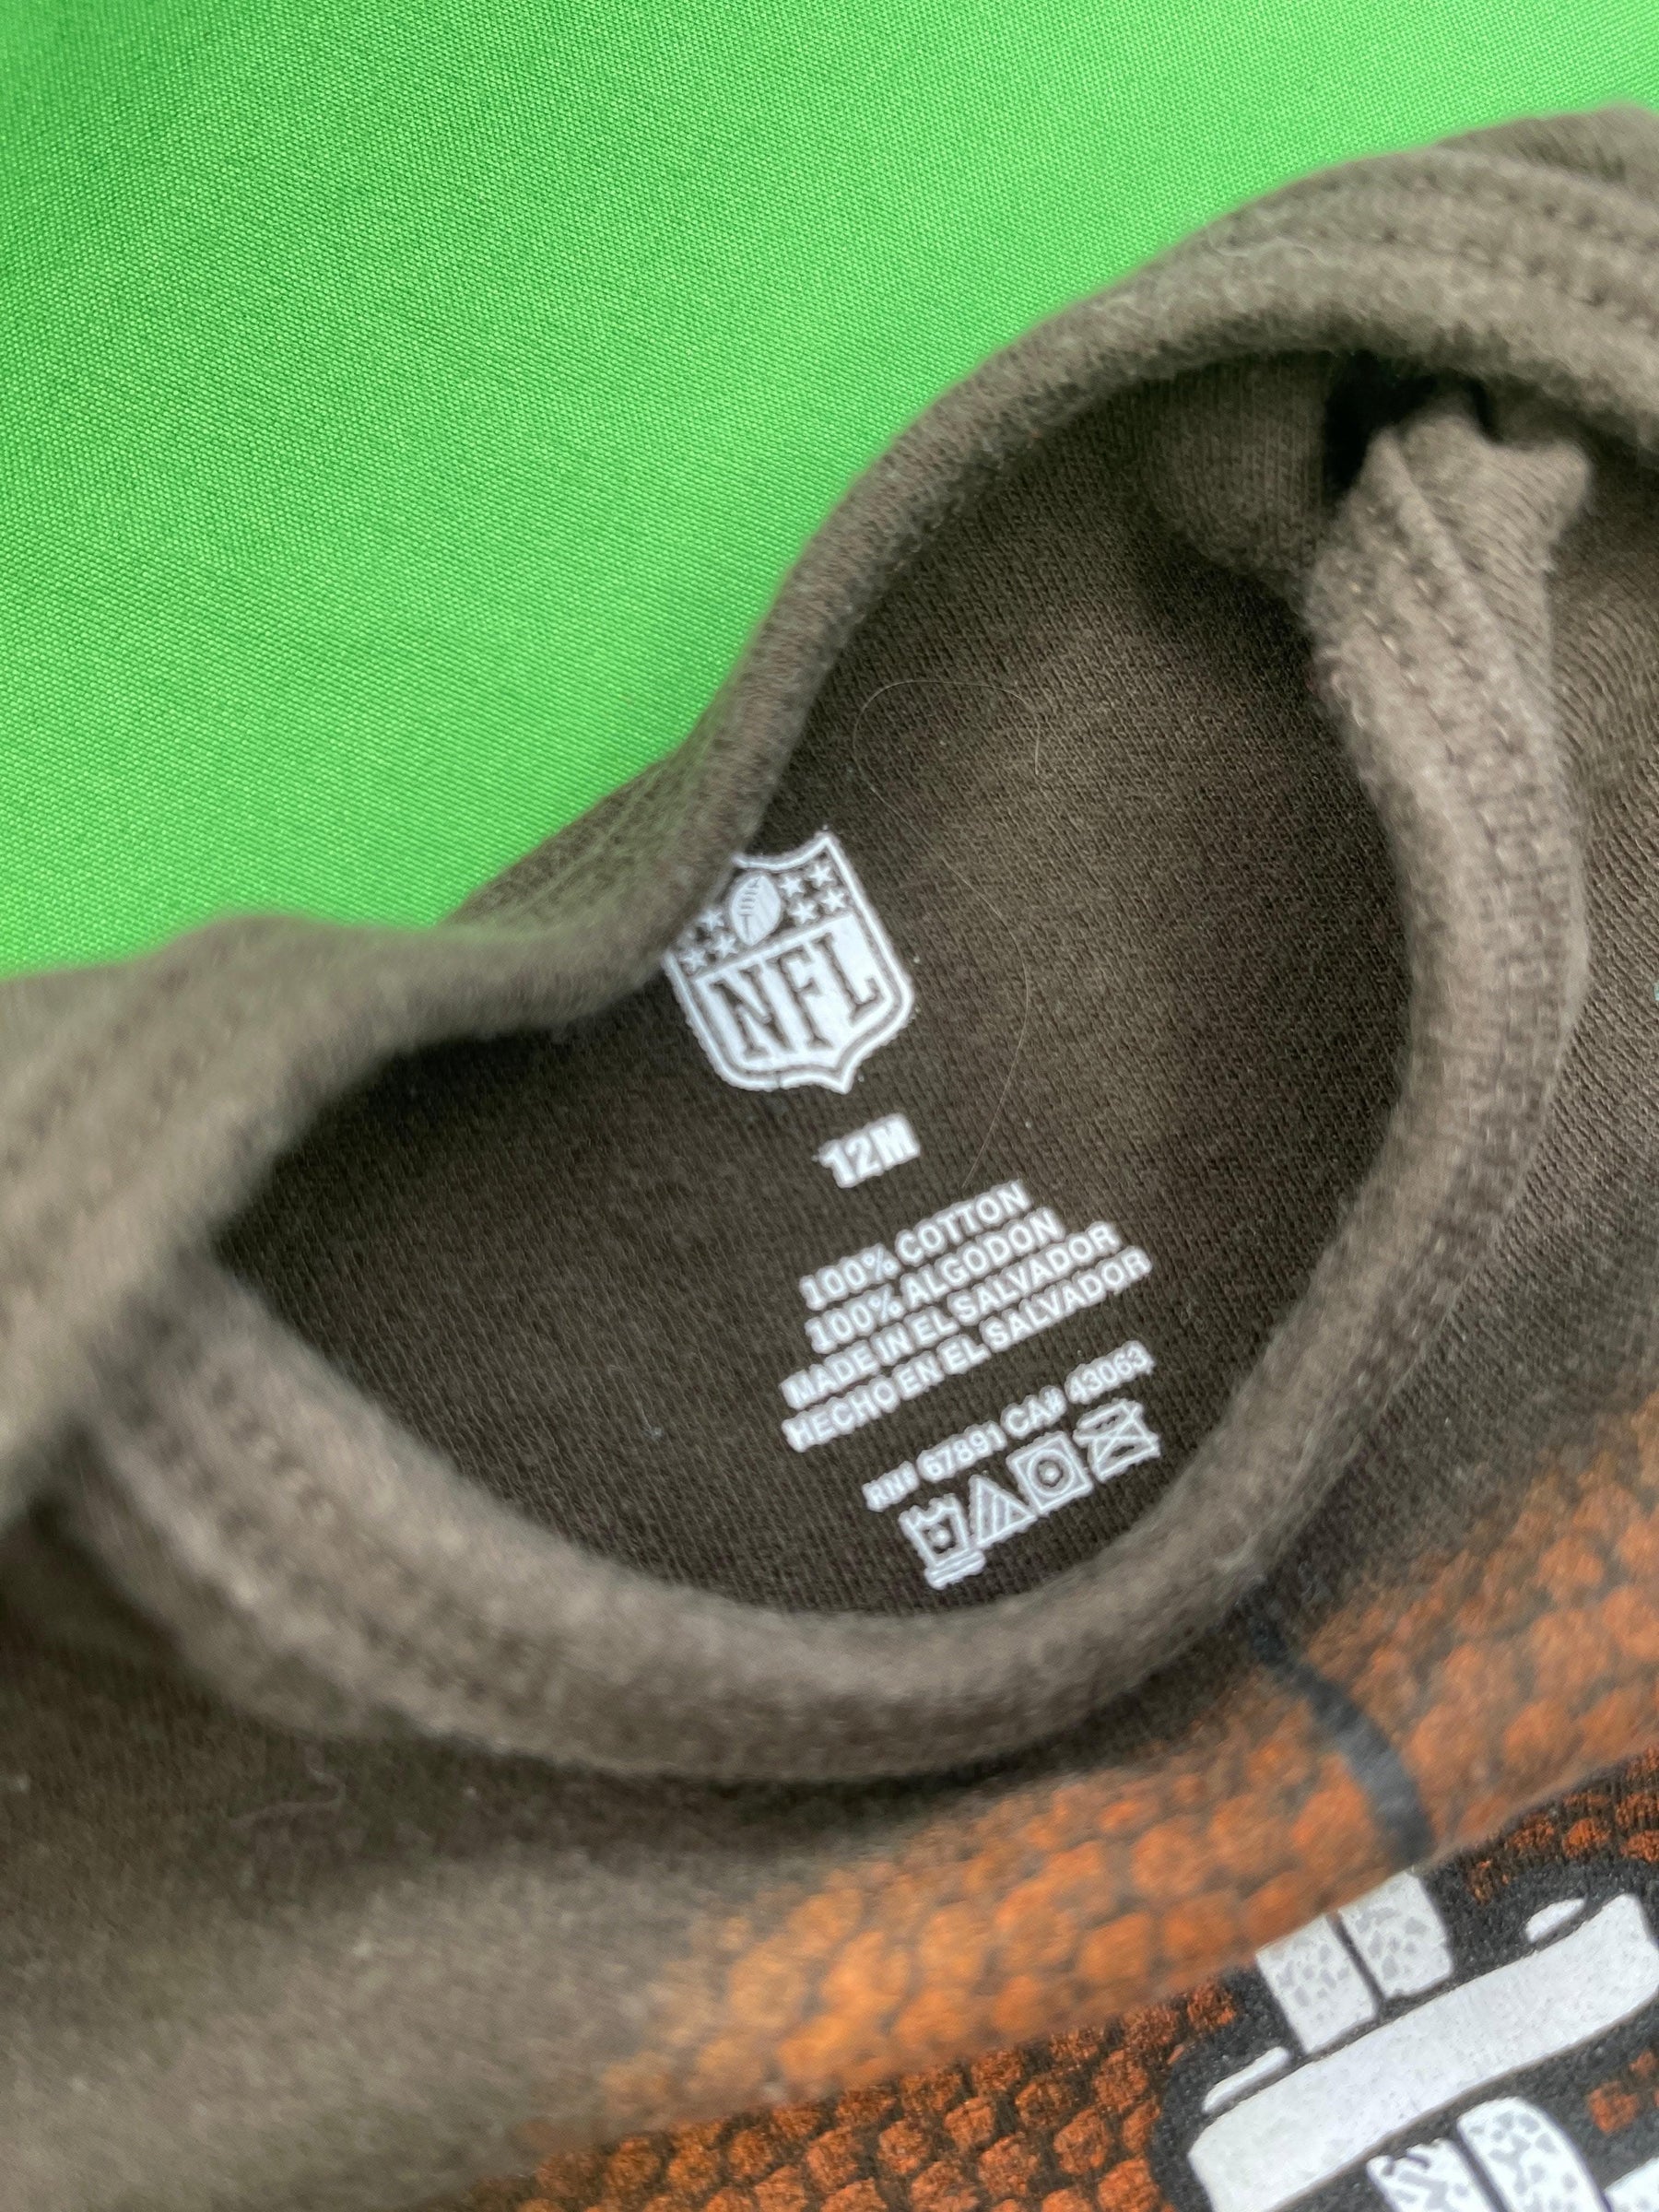 NFL
12M
100% COTTON
100% ALGODON
MADE IN EL SALVADOR
HECHO EN EL SALVADOR
RN# 67891 CA# 43063